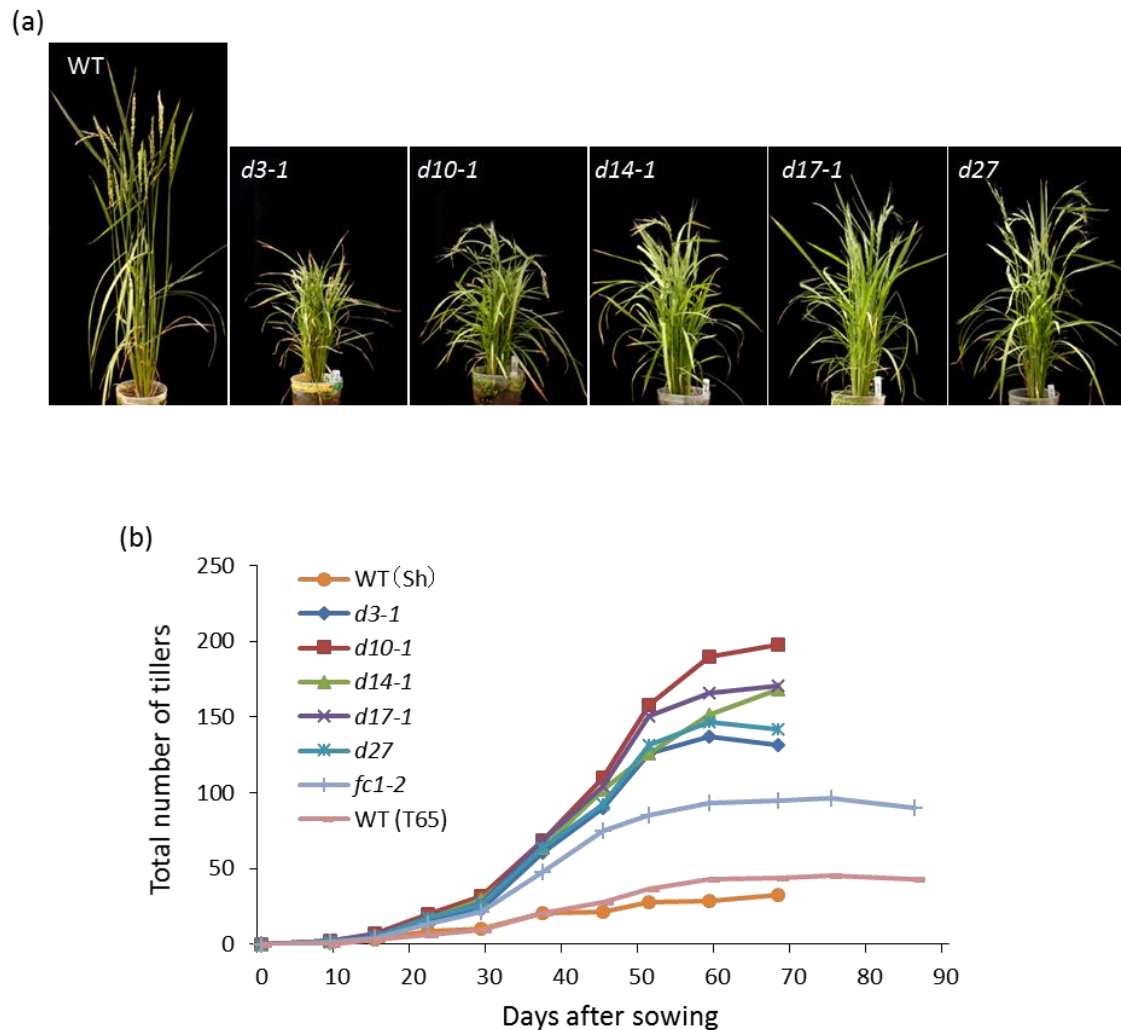 (a)
WT
d3-1
d10-1
d14-1
d17-1
d27
(b)
Total number of tillers
250
200
150
100
50
0
WT（Sh）
d3-1
d10-1
d14-1
d17-1
d27
fc1-2
WT (T65)
0 10 20 30 40 50 60 70 80 90
Days after sowing